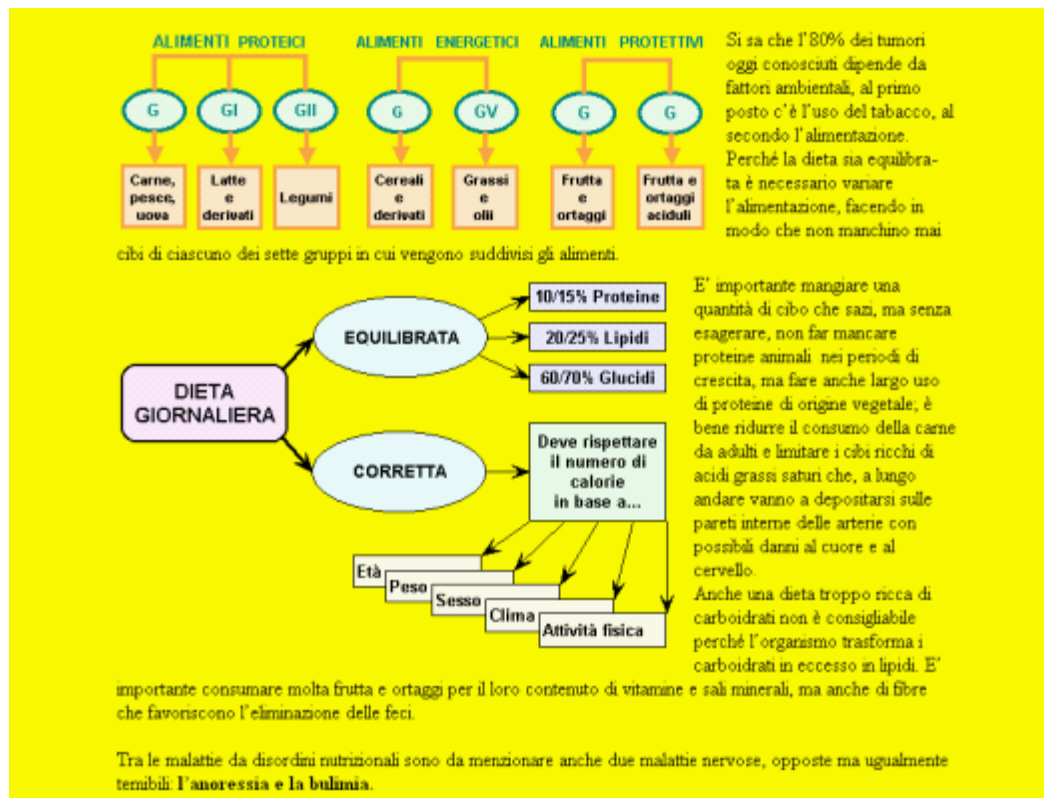 ALIMENTI PROTEICI
ALIMENTI ENERGETICI
ALIMENTI PROTETTIVI
G
GI
GII
G
GV
G
G
Carne,
pesce,
uova
Latte
e
derivati
Legumi
Cereali
e
derivati
Grassi
e
olii
Frutta
e
ortaggi
Frutta e
ortaggi
aciduli
Si sa che l'80% dei tumori
oggi conosciuti dipende da
fattori ambientali, al primo
posto c'è l'uso del tabacco, al
secondo l'alimentazione.
Perché la dieta sia equilibra-
ta è necessario variare
l'alimentazione, facendo in
modo che non manchino mai
cibi di ciascuno dei sette gruppi in cui vengono suddivisi gli alimenti.
DIETA
GIORNALIERA
EQUILIBRATA
10/15% Proteine
20/25% Lipidi
60/70% Glucidi
CORRETTA
Deve rispettare
il numero di
calorie
in base a...
Età
Peso
Sesso
Clima
Attività fisica
E' importante mangiare una
quantità di cibo che sazi, ma senza
esagerare, non far mancare
proteine animali nei periodi di
crescita, ma fare anche largo uso
di proteine di origine vegetale; è
bene ridurre il consumo della carne
da adulti e limitare i cibi ricchi di
acidi grassi saturi che, a lungo
andare vanno a depositarsi sulle
pareti interne delle arterie con
possibili danni al cuore e al
cervello.
Anche una dieta troppo ricca di
carboidrati non è consigliabile
perché l'organismo trasforma i
carboidrati in eccesso in lipidi. E'
importante consumare molta frutta e ortaggi per il loro contenuto di vitamine e sali minerali, ma anche di fibre
che favoriscono l'eliminazione delle feci.
Tra le malattie da disordini nutrizionali sono da menzionare anche due malattie nervose, opposte ma ugualmente
temibili: l'anoressia e la bulimia.